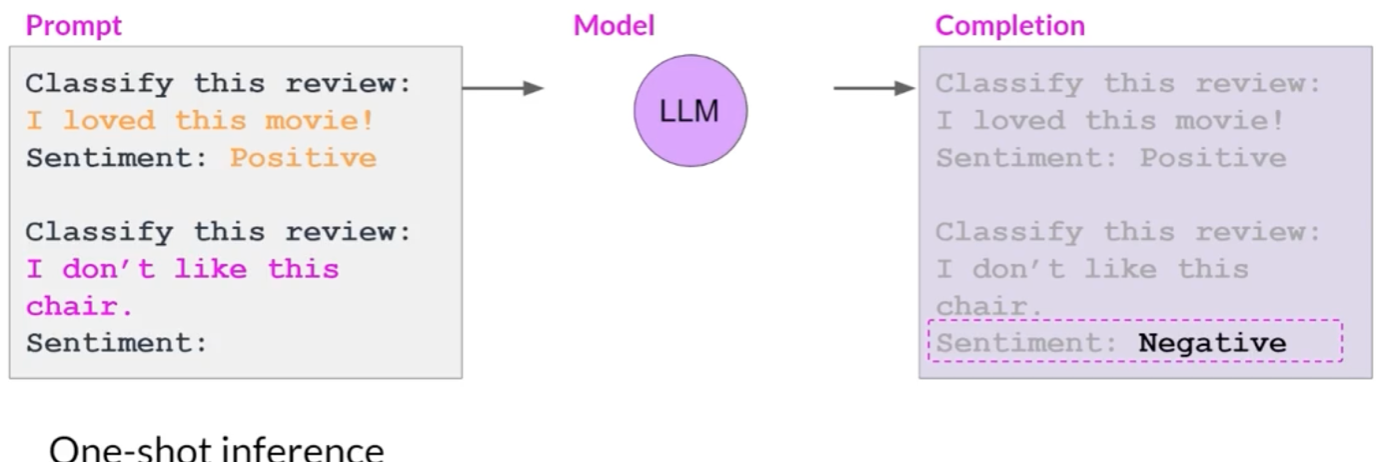 Prompt
Classify this review:
I loved this movie!
Sentiment: Positive
Classify this review:
I don't like this
chair.
Sentiment:
Model
LLM
Completion
Classify this review:
I loved this movie!
Sentiment: Positive
Classify this review:
I don't like this
chair.
Sentiment: Negative
One-shot inference